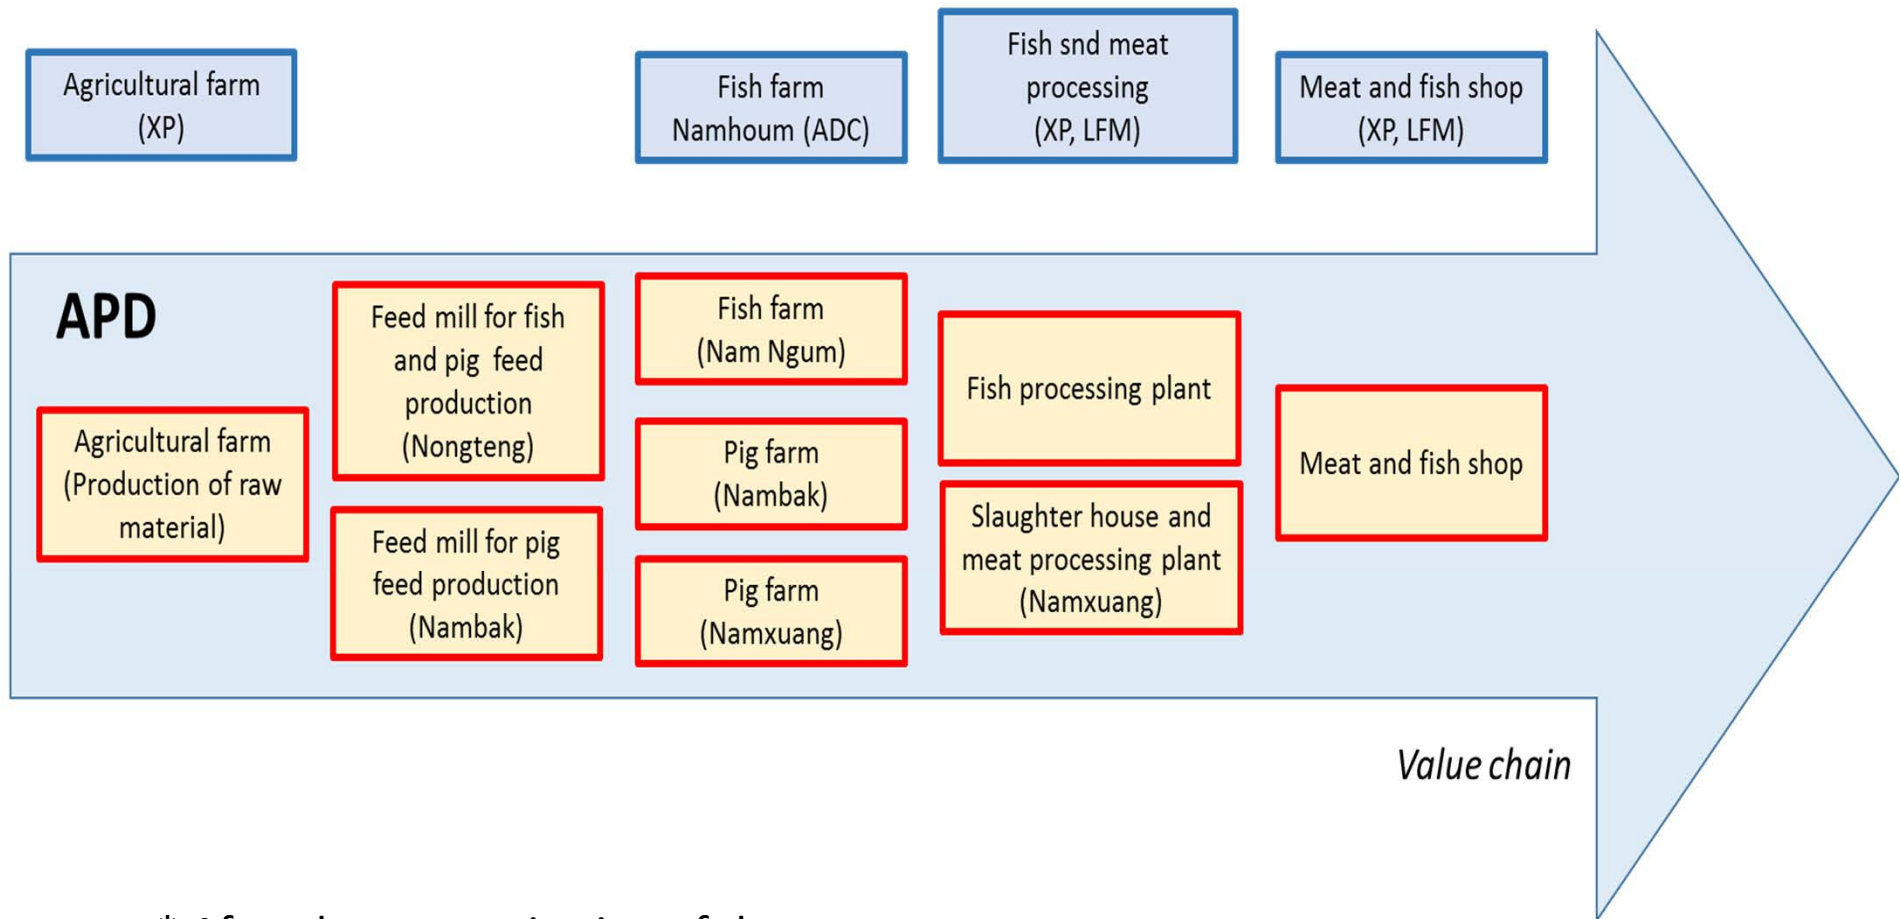 Agricultural farm
(XP)
Fish farm
Namhoum (ADC)
Fish snd meat
processing
(XP, LFM)
Meat and fish shop
(XP, LFM)
APD
Agricultural farm
(Production of raw
material)
Feed mill for fish
and pig feed
production
(Nongteng)
Feed mill for pig
feed production
(Nambak)
Fish farm
(Nam Ngum)
Pig farm
(Nambak)
Pig farm
(Namxuang)
Fish processing plant
Slaughter house and
meat processing plant
(Namxuang)
Meat and fish shop
Value chain